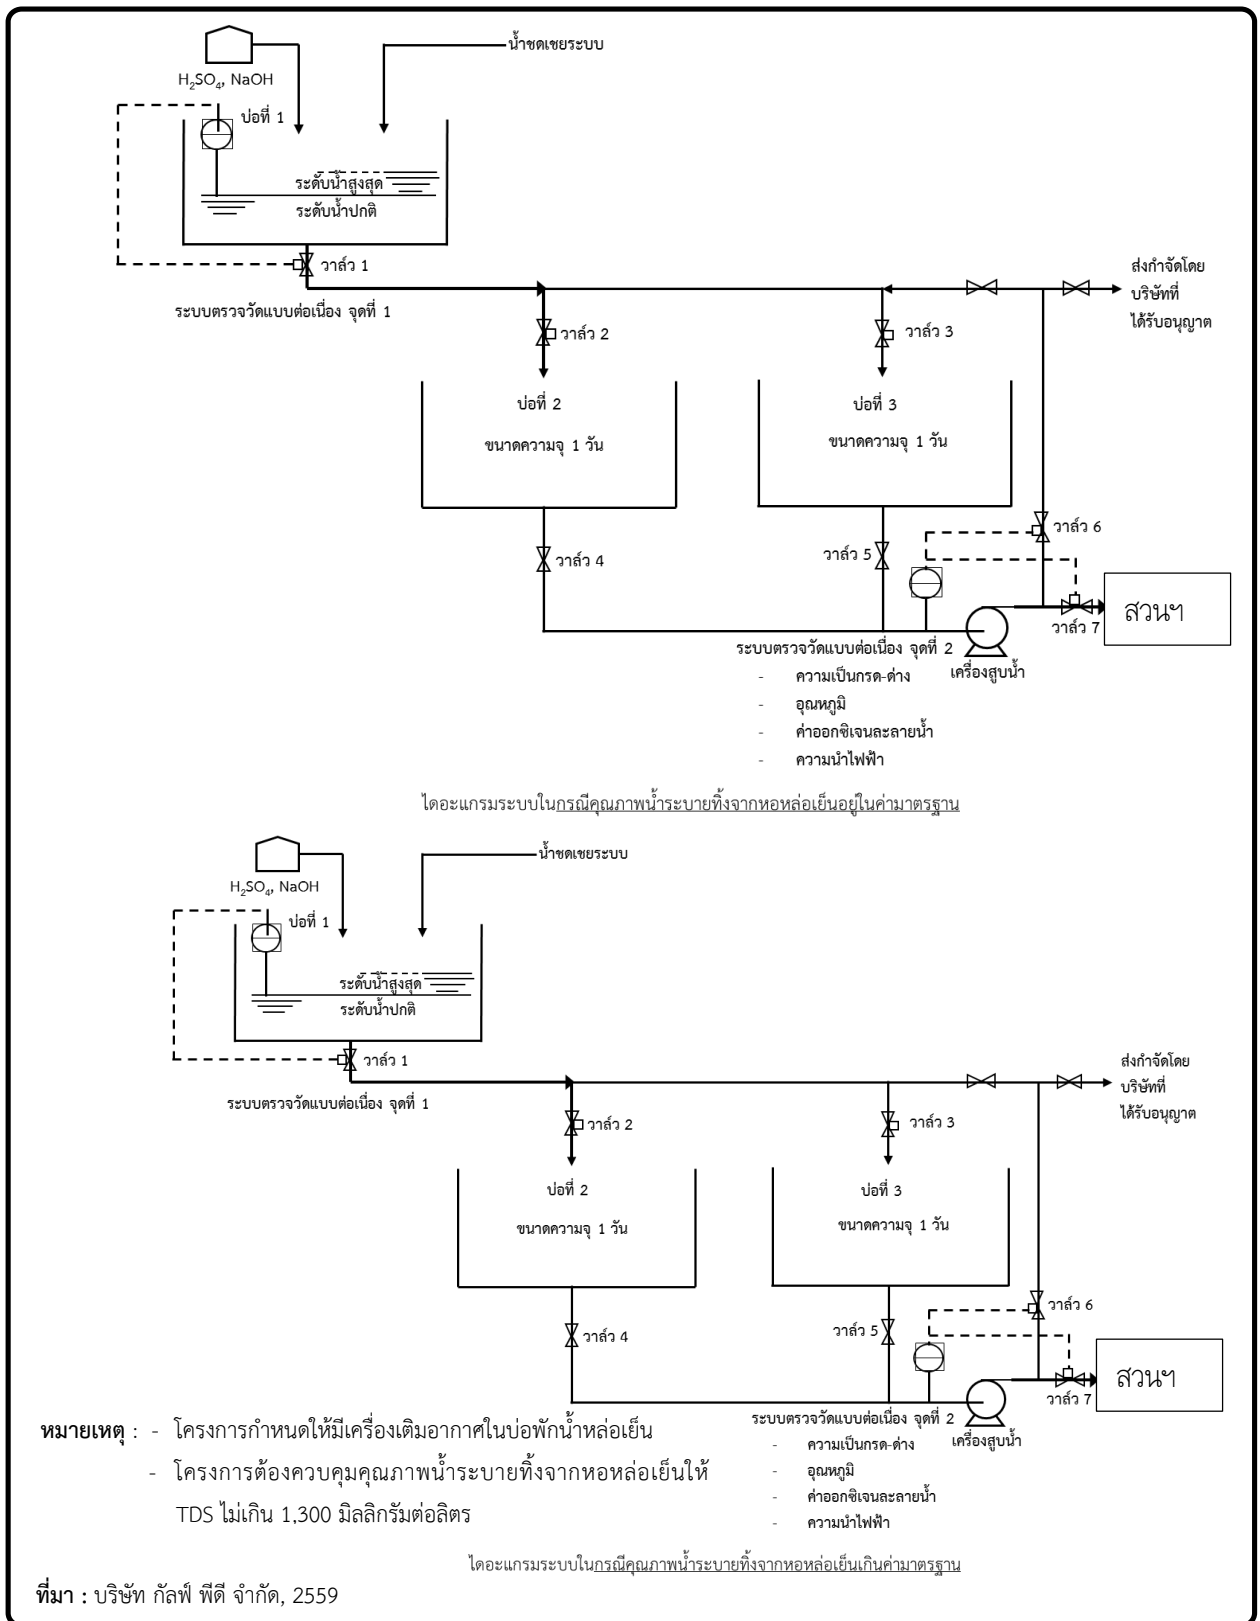 น้ำชดเชยระบบ
H₂SO₄, NaOH
บ่อที่ 1
ระดับน้ำสูงสุด
ระดับน้ำปกติ
วาล์ว 1
ระบบตรวจวัดแบบต่อเนื่อง จุดที่ 1
ส่งกำจัดโดย
บริษัทที่
ได้รับอนุญาต
วาล์ว 2
วาล์ว 3
บ่อที่ 2
ขนาดความจุ 1 วัน
บ่อที่ 3
ขนาดความจุ 1 วัน
วาล์ว 4
วาล์ว 5
วาล์ว 6
วาล์ว 7
สวนฯ
ระบบตรวจวัดแบบต่อเนื่อง จุดที่ 2
เครื่องสูบน้ำ
- ความเป็นกรด-ด่าง
- อุณหภูมิ
- ค่าออกซิเจนละลายน้ำ
- ความนำไฟฟ้า
ไดอะแกรมระบบในกรณีคุณภาพน้ำระบายทิ้งจากหอหล่อเย็นอยู่ในค่ามาตรฐาน
น้ำชดเชยระบบ
H₂SO₄, NaOH
บ่อที่ 1
ระดับน้ำสูงสุด
ระดับน้ำปกติ
วาล์ว 1
ระบบตรวจวัดแบบต่อเนื่อง จุดที่ 1
ส่งกำจัดโดย
บริษัทที่
ได้รับอนุญาต
วาล์ว 2
วาล์ว 3
บ่อที่ 2
ขนาดความจุ 1 วัน
บ่อที่ 3
ขนาดความจุ 1 วัน
วาล์ว 4
วาล์ว 5
วาล์ว 6
วาล์ว 7
สวนฯ
ระบบตรวจวัดแบบต่อเนื่อง จุดที่ 2
เครื่องสูบน้ำ
- ความเป็นกรด-ด่าง
- อุณหภูมิ
- ค่าออกซิเจนละลายน้ำ
- ความนำไฟฟ้า
หมายเหตุ : - โครงการกำหนดให้มีเครื่องเติมอากาศในบ่อพักน้ำหล่อเย็น
- โครงการต้องควบคุมคุณภาพน้ำระบายทิ้งจากหอหล่อเย็นให้
TDS ไม่เกิน 1,300 มิลลิกรัมต่อลิตร
ไดอะแกรมระบบในกรณีคุณภาพน้ำระบายทิ้งจากหอหล่อเย็นเกินค่ามาตรฐาน
ที่มา : บริษัท กัลฟ์ พีดี จำกัด, 2559